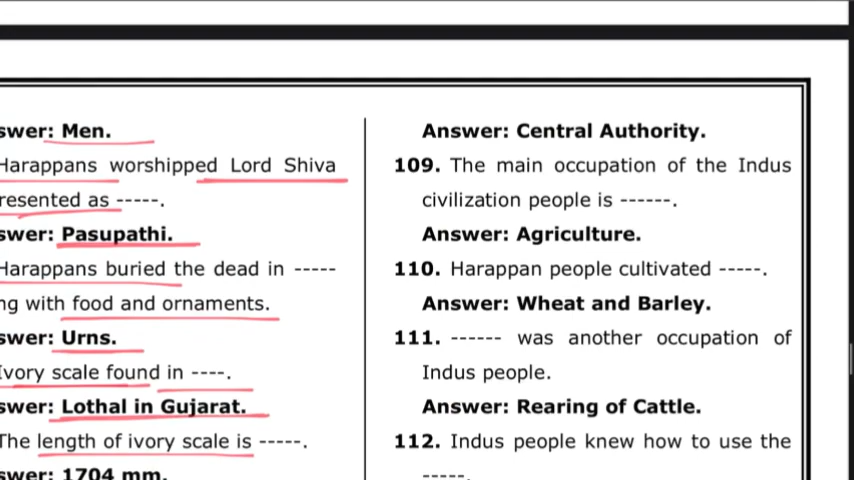 swer: Men.
Harappans worshipped Lord Shiva
resented as -----.
swer: Pasupathi.
Harappans buried the dead in -----
ng with food and ornaments.
swer: Urns.
Ivory scale found in ----.
swer: Lothal in Gujarat.
The length of ivory scale is -----.
swer: 1704 mm.
Answer: Central Authority.
109. The main occupation of the Indus
civilization people is ------.
Answer: Agriculture.
110. Harappan people cultivated -----.
Answer: Wheat and Barley.
111. ------ was another occupation of
Indus people.
Answer: Rearing of Cattle.
112. Indus people knew how to use the
-----.